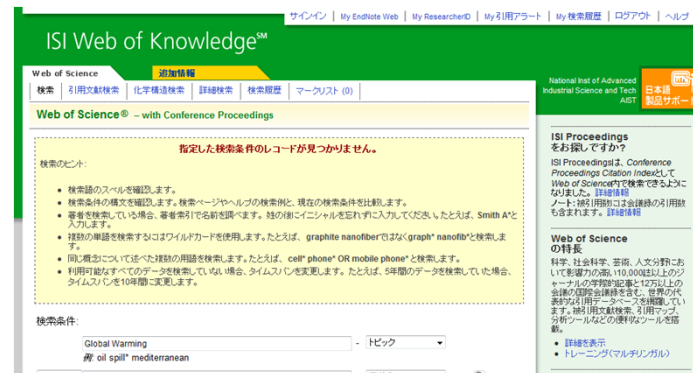 サインイン | My EndNote Web | My ResearcherID | My引用アラート | My 検索履歴 | ログアウト | ヘルプ
ISI Web of Knowledge℠
Web of Science 追加情報
検索 | 引用文献検索 | 化学構造検索 | 詳細検索 | 検索履歴 | マークリスト (0)
Web of Science® – with Conference Proceedings
指定した検索条件のレコードが見つかりません。
検索のヒント:
検索語のスペルを確認します。
検索条件の構文を確認します。検索ページやヘルプの検索例と、現在の検索条件を比較します。
著者を検索している場合、著者索引で名前を調べます。姓の後にイニシャルを忘れずに入力してください。たとえば、Smith A*と
入力します。
複数の単語を検索するにはワイルドカードを使用します。たとえば、graphite nanofiberではなくgraph* nanofib*と検索しま
す。
同じ概念について述べた複数の用語を検索します。たとえば、cell* phone* OR mobile phone*と検索します。
利用可能なすべてのデータを検索していない場合、タイムスパンを変更します。たとえば、5年間のデータを検索していた場合、
タイムスパンを10年間に変更します。
検索条件:
Global Warming - トピック
例: oil spill* mediterranean
National Inst of Advanced
Industrial Science and Tech
AIST
日本語
製品サポート
ISI Proceedings
をお探しですか?
ISI Proceedingsは、Conference
Proceedings Citation Indexとして
Web of Science内で検索できるように
なりました。詳細情報
ノート: 被引用数には会議録の引用数
も含まれます。詳細情報
Web of Science
の特長
科学、社会科学、芸術、人文分野にお
いて影響力の高い10,000誌以上のジ
ャーナルの学際的記事と12万以上の
会議の国際会議録を含む、世界の代
表的な引用データベースを網羅してい
ます。被引用文献検索、引用マップ、
分析ツールなどの便利なツールを搭
載。
詳細を表示
トレーニング(マルチリンガル)